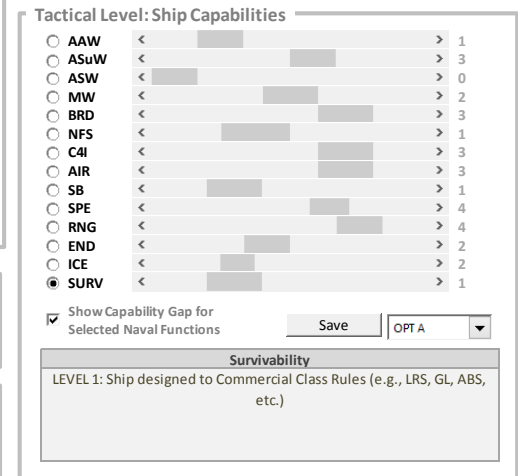 Tactical Level: Ship Capabilities
AAW < > 1
ASuW < > 3
ASW < > 0
MW < > 2
BRD < > 3
NFS < > 1
C4I < > 3
AIR < > 3
SB < > 1
SPE < > 4
RNG < > 4
END < > 2
ICE < > 2
SURV < > 1
Show Capability Gap for
Selected Naval Functions
Save
OPT A
Survivability
LEVEL 1: Ship designed to Commercial Class Rules (e.g., LRS, GL, ABS,
etc.)